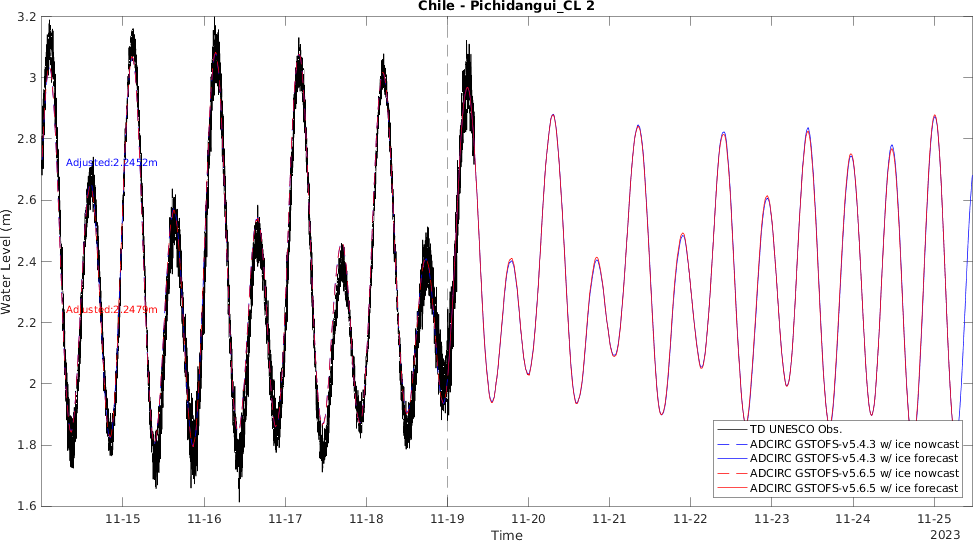 Chile - Pichidangui_CL 2
3.2
3
2.8
2.6
2.4
2.2
2
1.8
1.6
Water Level (m)
Adjusted:2.2452m
Adjusted:2.2479m
TD UNESCO Obs.
ADCIRC GSTOFS-v5.4.3 w/ ice nowcast
ADCIRC GSTOFS-v5.4.3 w/ ice forecast
ADCIRC GSTOFS-v5.6.5 w/ ice nowcast
ADCIRC GSTOFS-v5.6.5 w/ ice forecast
11-15 11-16 11-17 11-18 11-19 11-20 11-21 11-22 11-23 11-24 11-25
Time
2023